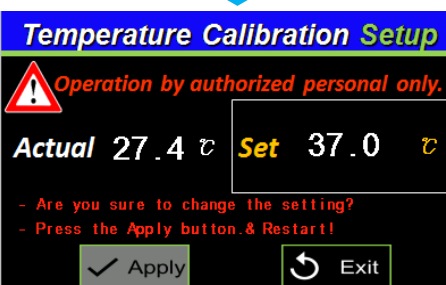 Temperature Calibration Setup
Operation by authorized personal only.
Actual 27.4 ℃ Set 37.0 ℃
- Are you sure to change the setting?
- Press the Apply button.& Restart!
Apply Exit